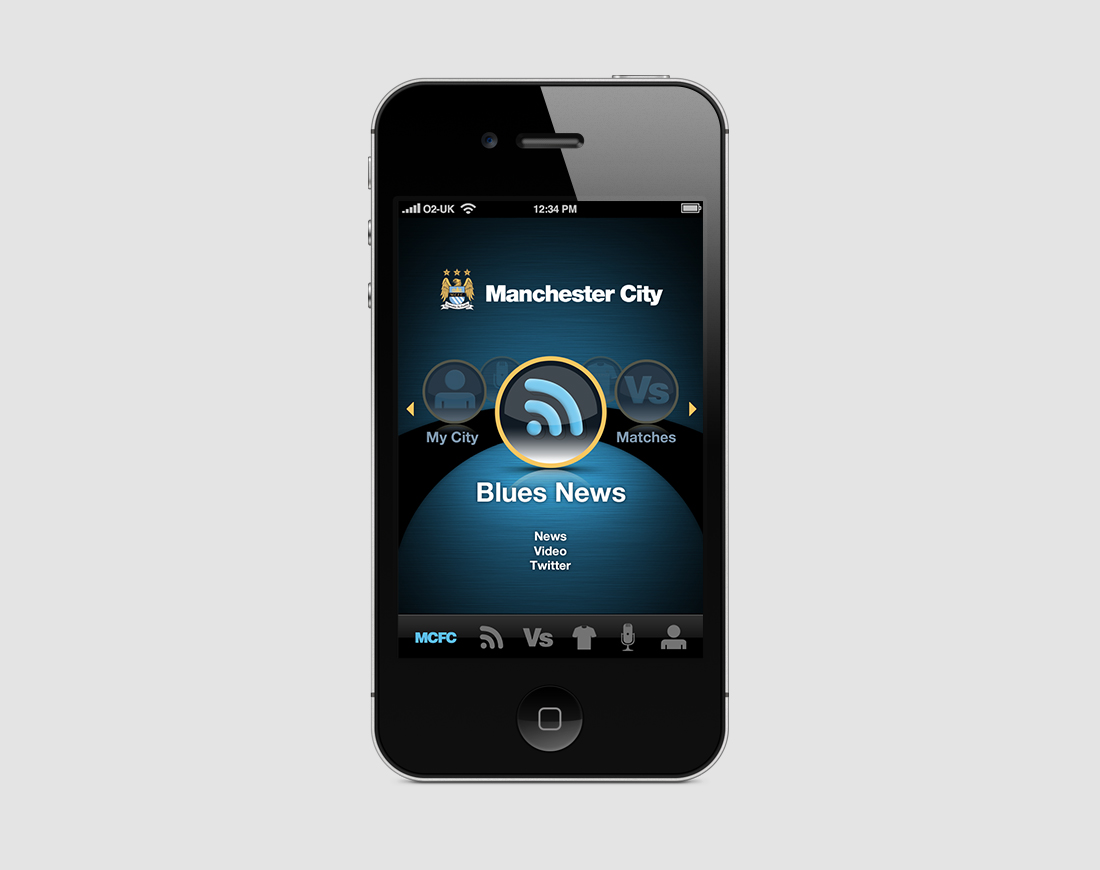 O2-UK 12:34 PM
Manchester City
Vs
My City
Matches
Blues News
News
Video
Twitter
MCFC Vs